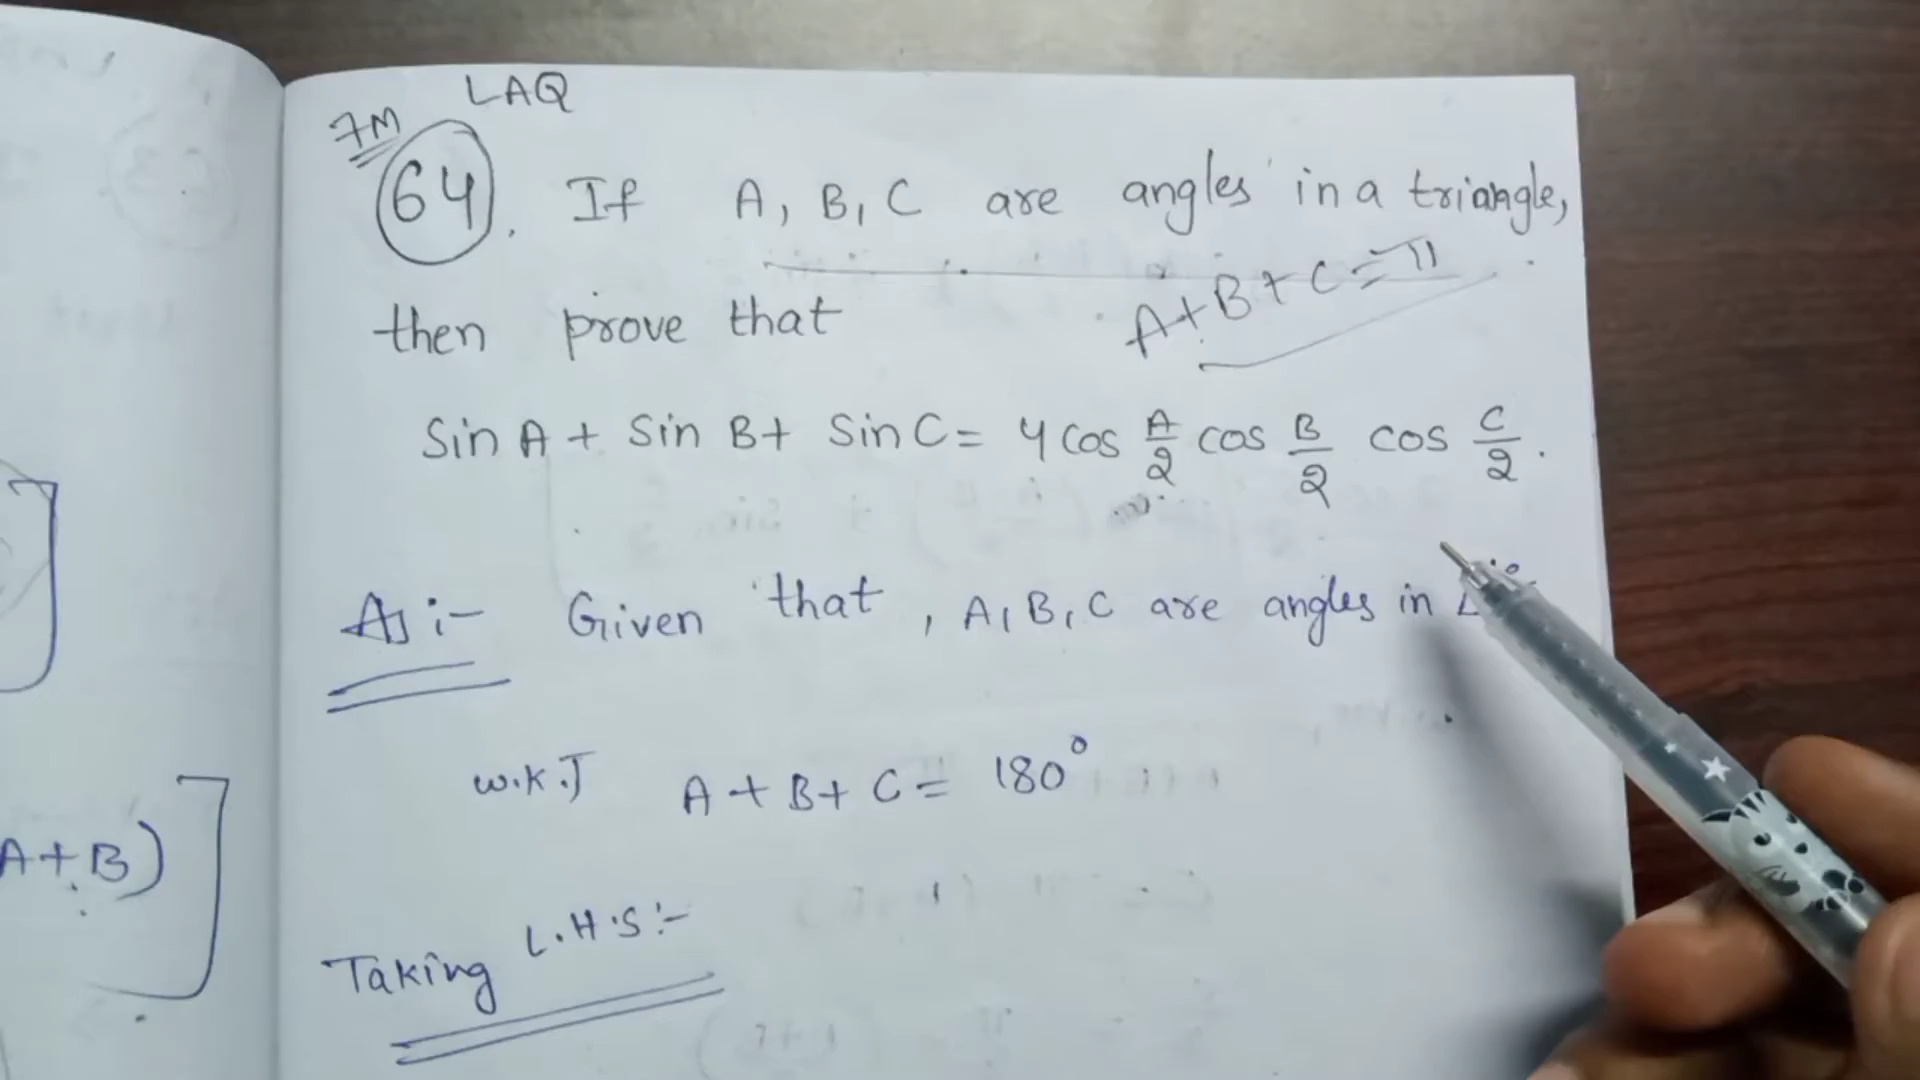 LAQ
7M
64. If A, B, C are angles in a triangle,
A+B+C=π
then prove that
Sin A + Sin B + Sin C = 4 cos A/2 cos B/2 cos C/2.
As :- Given that, A, B, C are angles in
w.k.T A + B + C = 180°
Taking L.H.S :-
A+B)